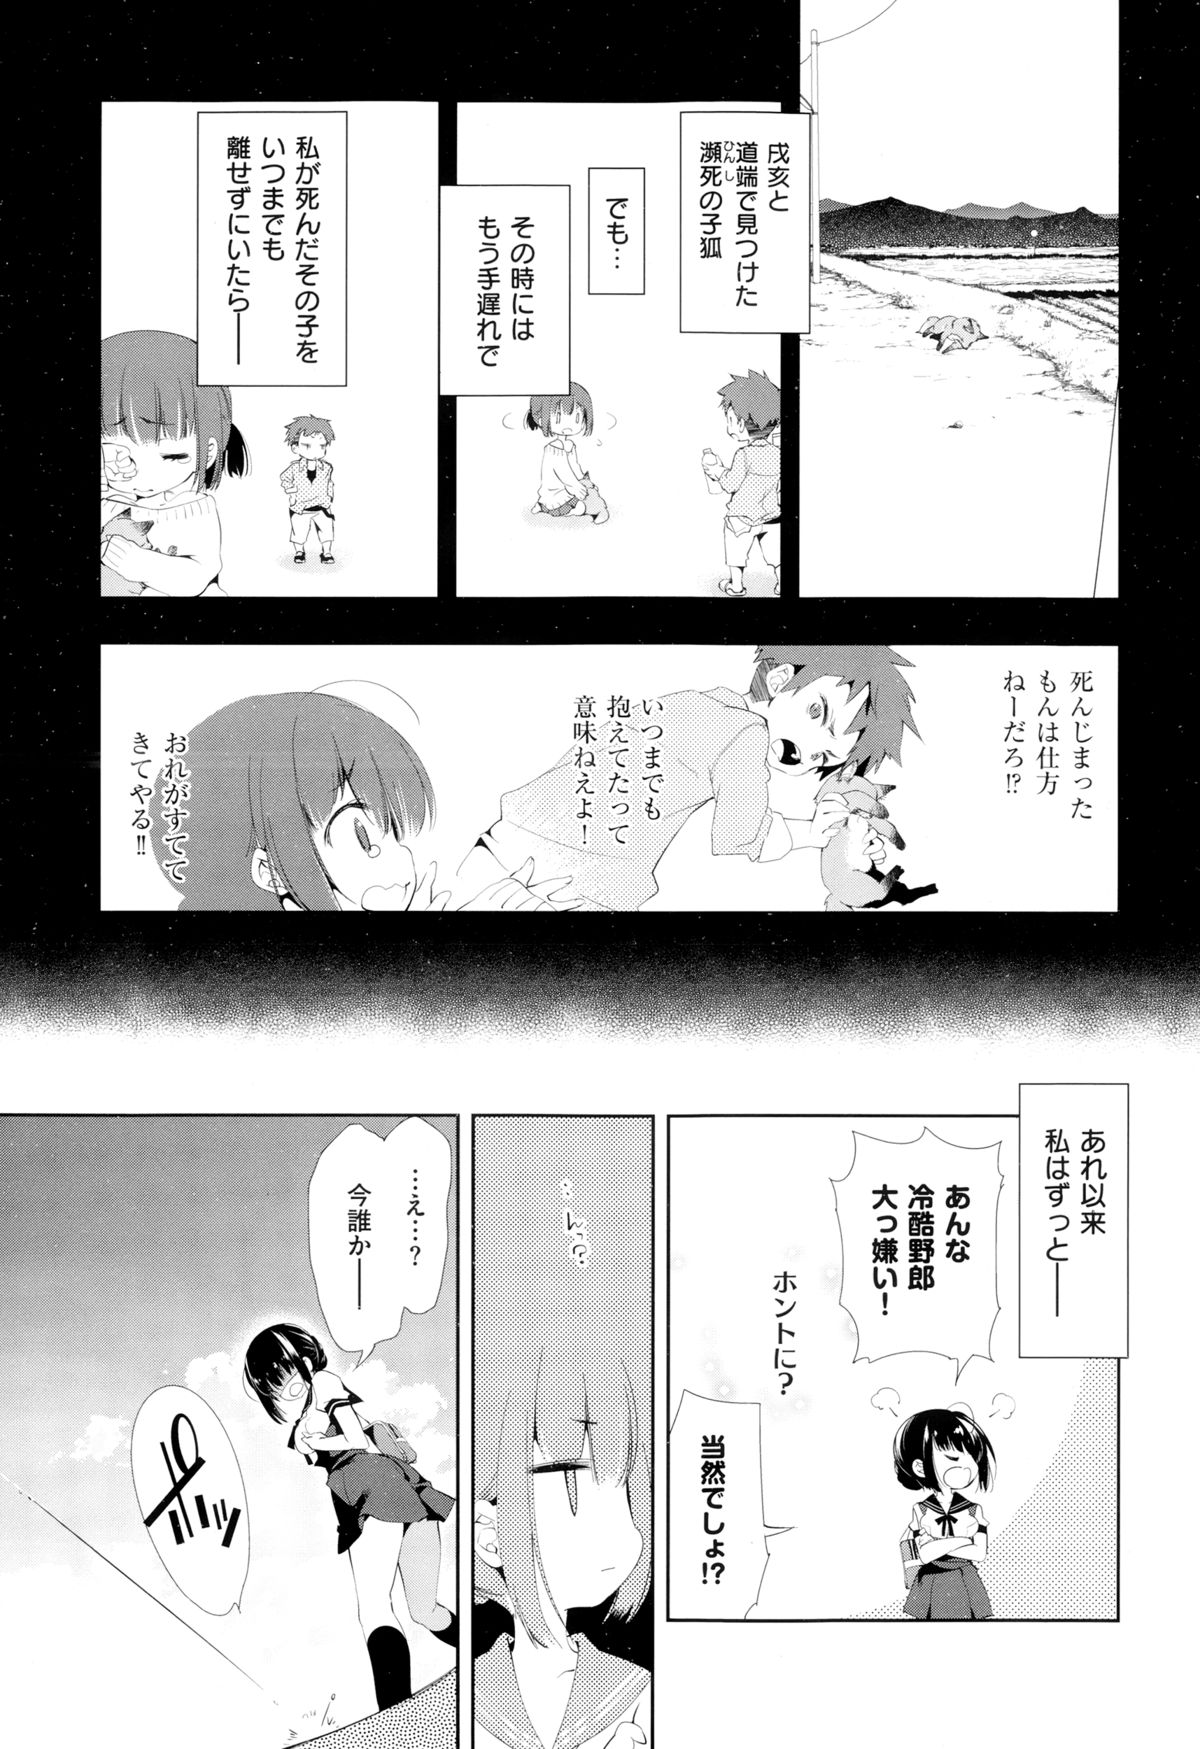 戌亥と
道端で見つけた
瀕死の子狐
ひんし
でも…
その時には
もう手遅れで
私が死んだその子を
いつまでも
離せずにいたら――
死んじまった
もんは仕方
ねーだろ!?
いつまでも
抱えてたって
意味ねえよ!
おれがすてて
きてやる!!
あれ以来
私はずっと――
あんな
冷酷野郎
大っ嫌い!
ホントに?
当然でしょ!?
…ん?
…え…?
今誰か――
ポッ